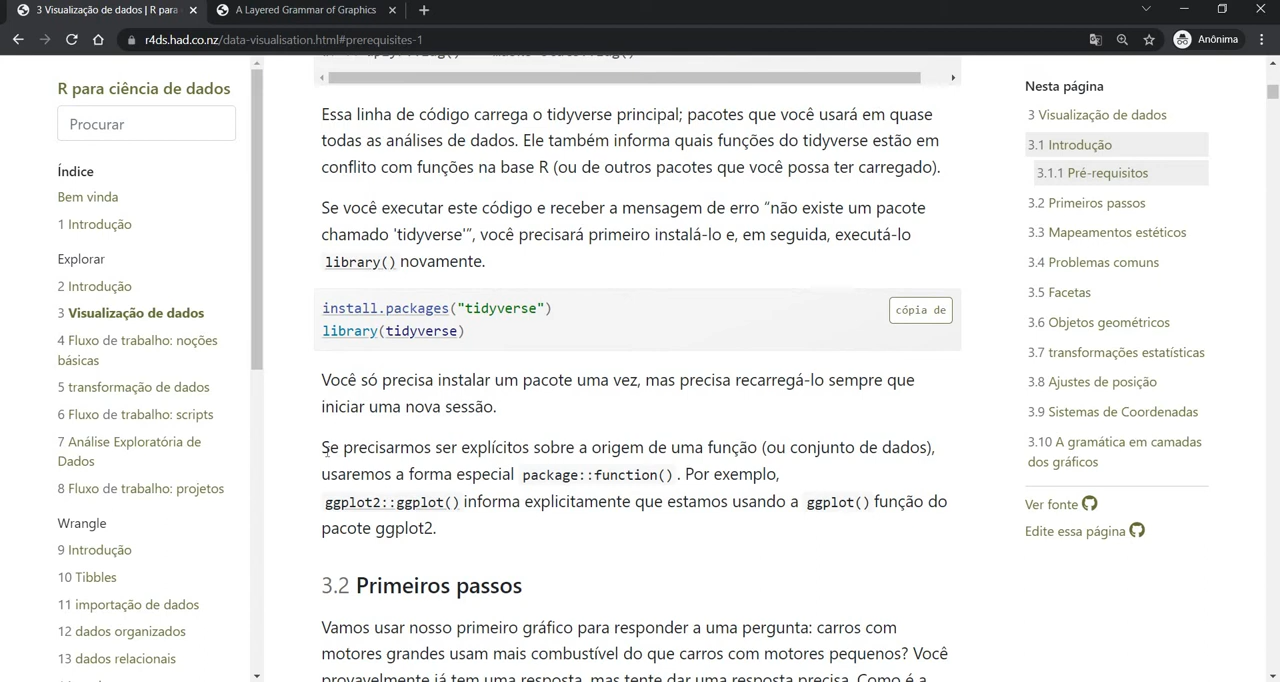 3 Visualização de dados | R para
A Layered Grammar of Graphics
r4ds.had.co.nz/data-visualisation.html#prerequisites-1
Anônima
R para ciência de dados
Procurar
Índice
Bem vinda
1 Introdução
Explorar
2 Introdução
3 Visualização de dados
4 Fluxo de trabalho: noções
básicas
5 transformação de dados
6 Fluxo de trabalho: scripts
7 Análise Exploratória de
Dados
8 Fluxo de trabalho: projetos
Wrangle
9 Introdução
10 Tibbles
11 importação de dados
12 dados organizados
13 dados relacionais
Essa linha de código carrega o tidyverse principal; pacotes que você usará em quase
todas as análises de dados. Ele também informa quais funções do tidyverse estão em
conflito com funções na base R (ou de outros pacotes que você possa ter carregado).
Se você executar este código e receber a mensagem de erro “não existe um pacote
chamado 'tidyverse'”, você precisará primeiro instalá-lo e, em seguida, executá-lo
library() novamente.
install.packages("tidyverse")
library(tidyverse)
cópia de
Você só precisa instalar um pacote uma vez, mas precisa recarregá-lo sempre que
iniciar uma nova sessão.
Se precisarmos ser explícitos sobre a origem de uma função (ou conjunto de dados),
usaremos a forma especial package::function() . Por exemplo,
ggplot2::ggplot() informa explicitamente que estamos usando a ggplot() função do
pacote ggplot2.
3.2 Primeiros passos
Vamos usar nosso primeiro gráfico para responder a uma pergunta: carros com
motores grandes usam mais combustível do que carros com motores pequenos? Você
provavelmente já tem uma resposta, mas tente dar uma resposta precisa. Como é a
Nesta página
3 Visualização de dados
3.1 Introdução
3.1.1 Pré-requisitos
3.2 Primeiros passos
3.3 Mapeamentos estéticos
3.4 Problemas comuns
3.5 Facetas
3.6 Objetos geométricos
3.7 transformações estatísticas
3.8 Ajustes de posição
3.9 Sistemas de Coordenadas
3.10 A gramática em camadas
dos gráficos
Ver fonte
Edite essa página